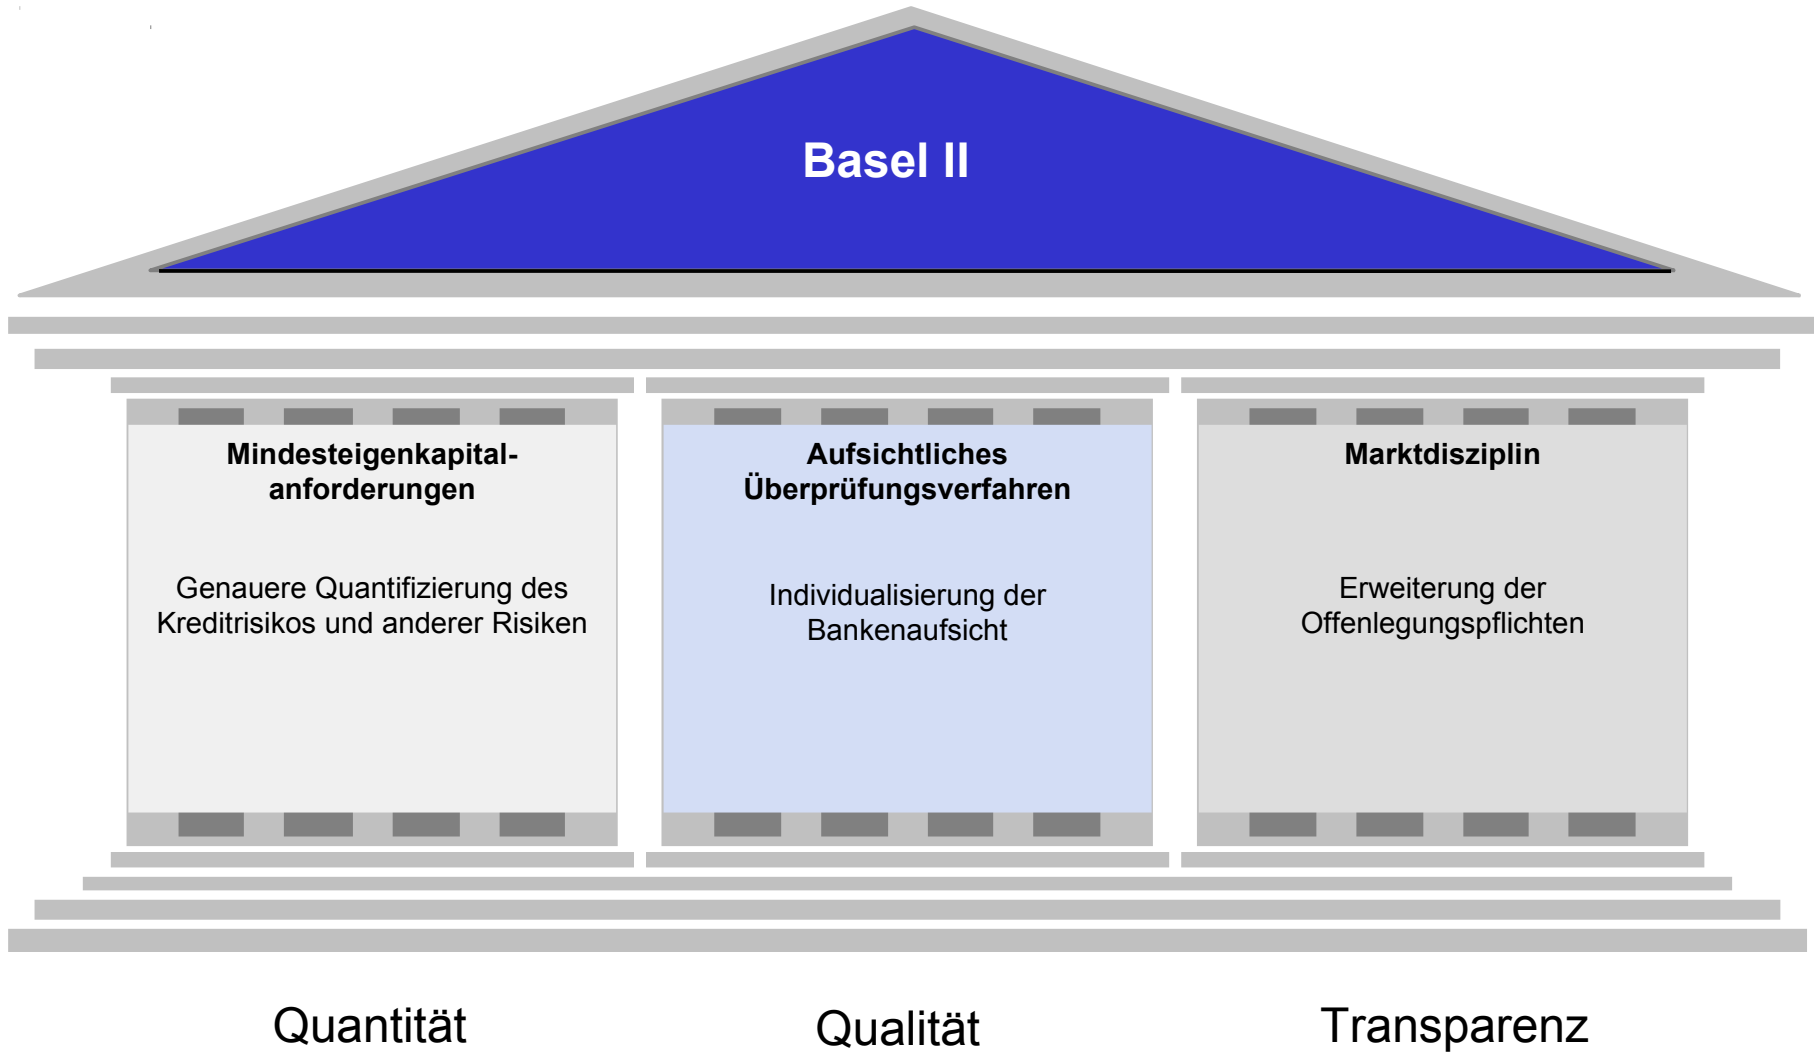 Basel II
Mindesteigenkapital-
anforderungen
Genauere Quantifizierung des
Kreditrisikos und anderer Risiken
Aufsichtliches
Überprüfungsverfahren
Individualisierung der
Bankenaufsicht
Marktdisziplin
Erweiterung der
Offenlegungspflichten
Quantität
Qualität
Transparenz